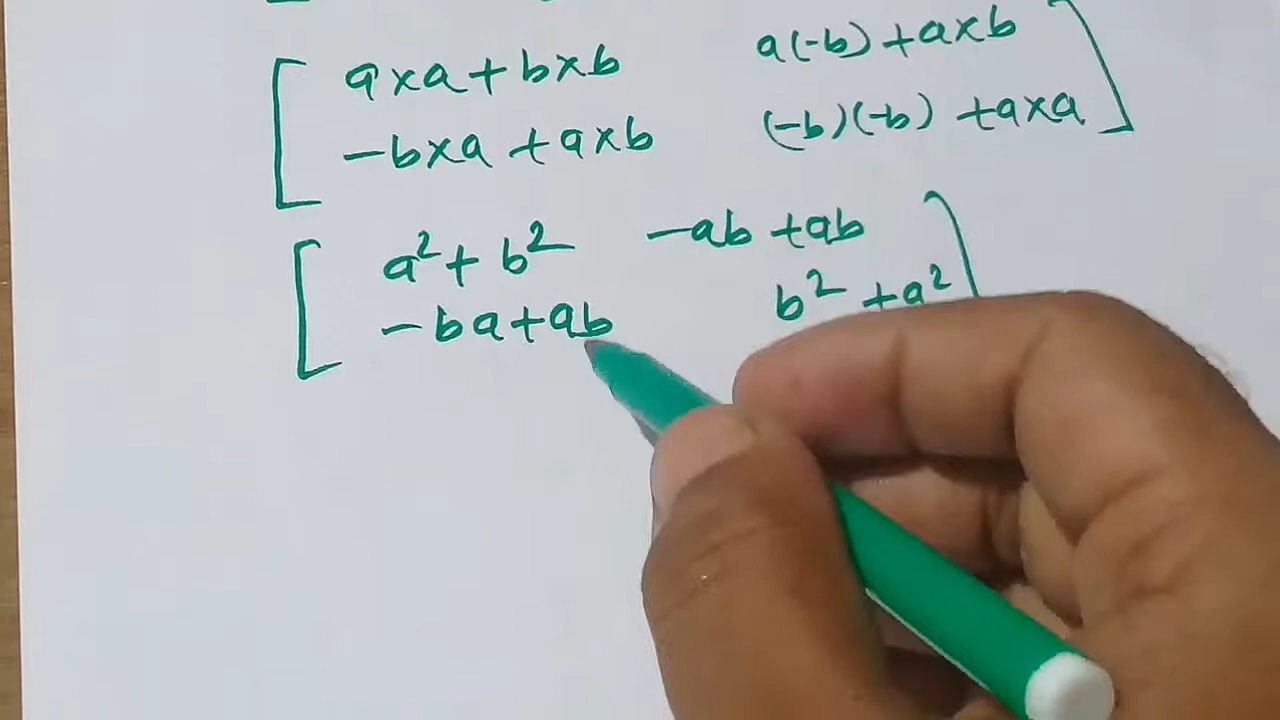 a×a+b×b a(-b)+a×b
-b×a+a×b (-b)(-b)+a×a
a²+b² -ab+ab
-ba+ab b²+a²